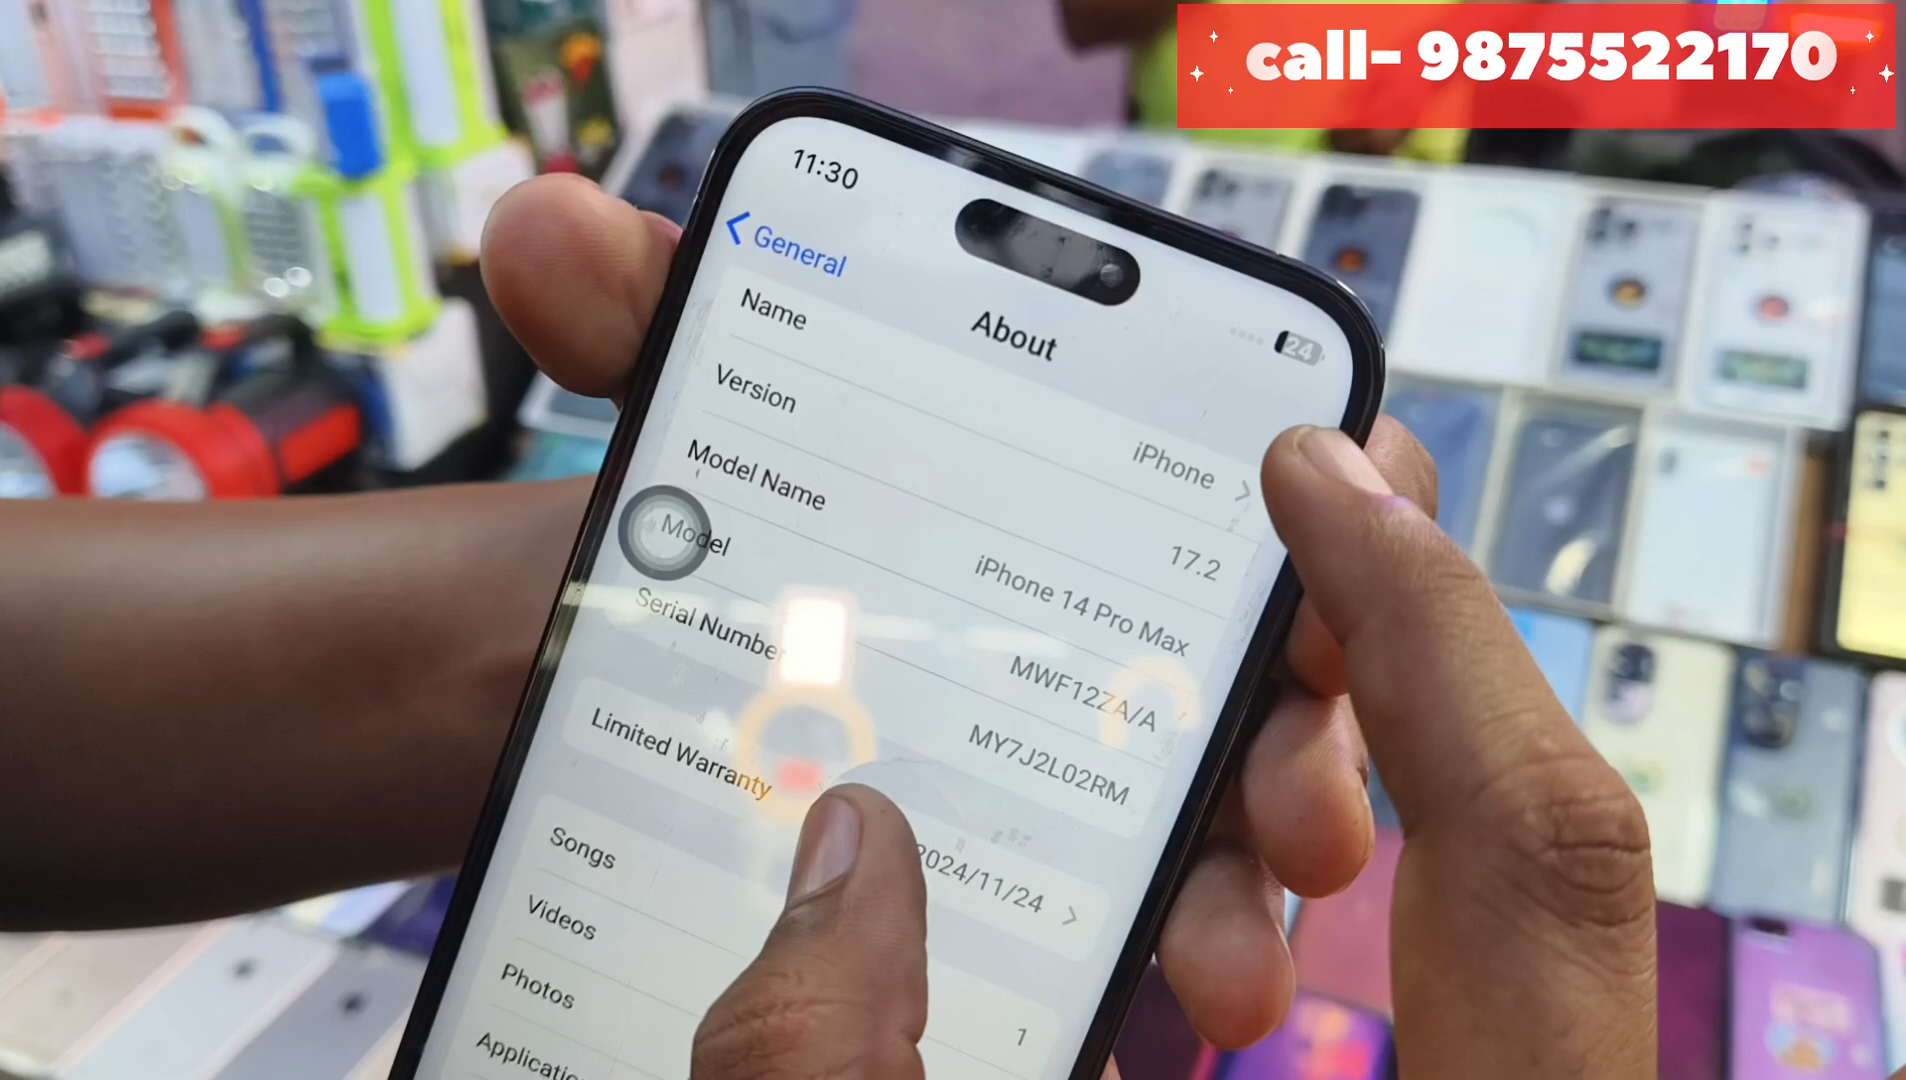 call- 9875522170
11:30
General
24
About
Name
iPhone
Version
17.2
Model Name
iPhone 14 Pro Max
Model
MWF12ZA/A
Serial Number
MY7J2L02RM
Limited Warranty
2024/11/24
Songs
Videos
1
Photos